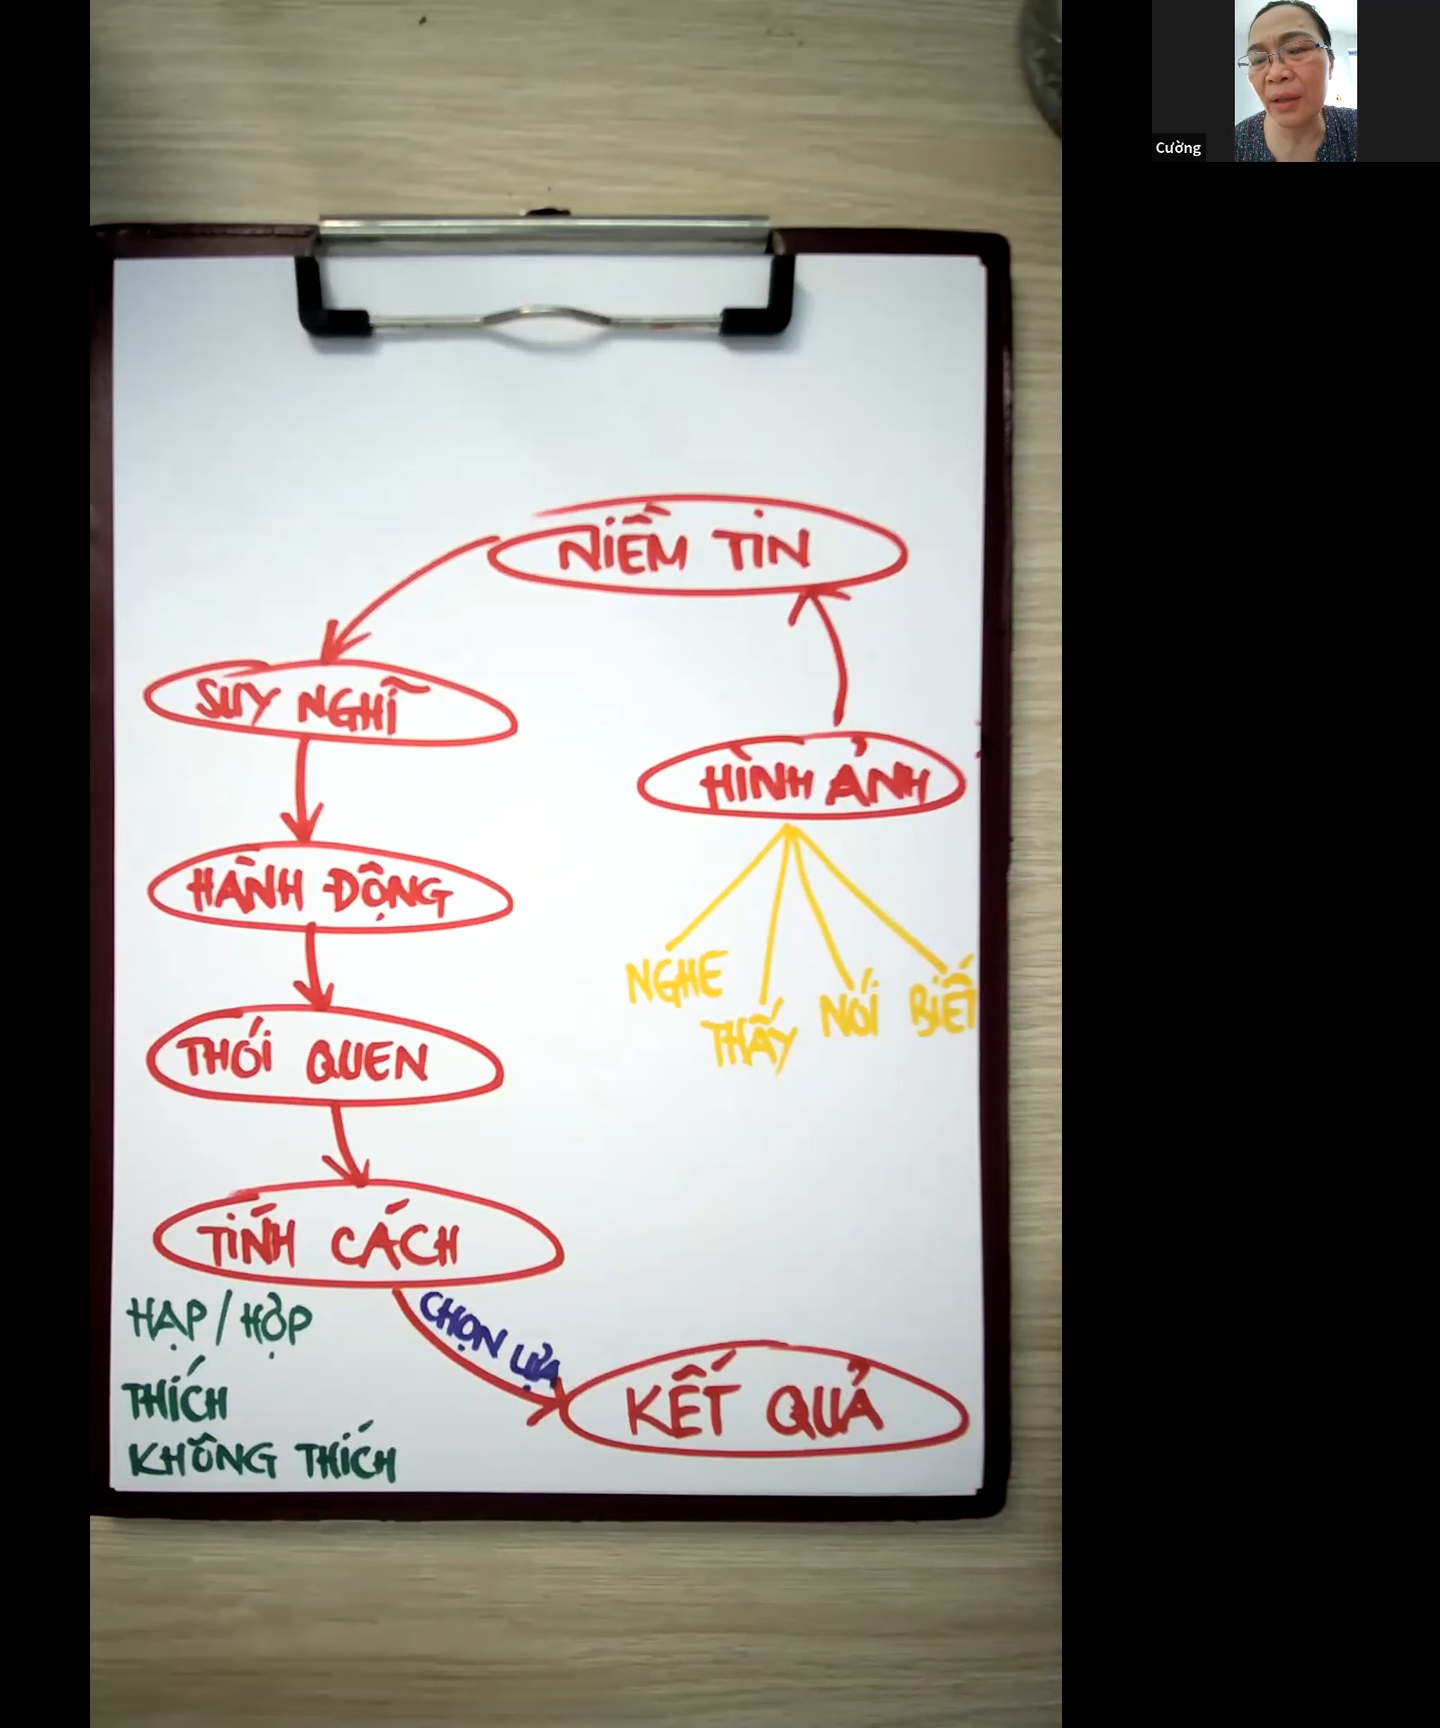 Cường
NIỀM TIN
SUY NGHĨ
HÌNH ẢNH
HÀNH ĐỘNG
NGHE
THẤY
NÓI
BIẾT
THÓI QUEN
TÍNH CÁCH
HẠP / HỢP
THÍCH
KHÔNG THÍCH
CHỌN LỰA
KẾT QUẢ